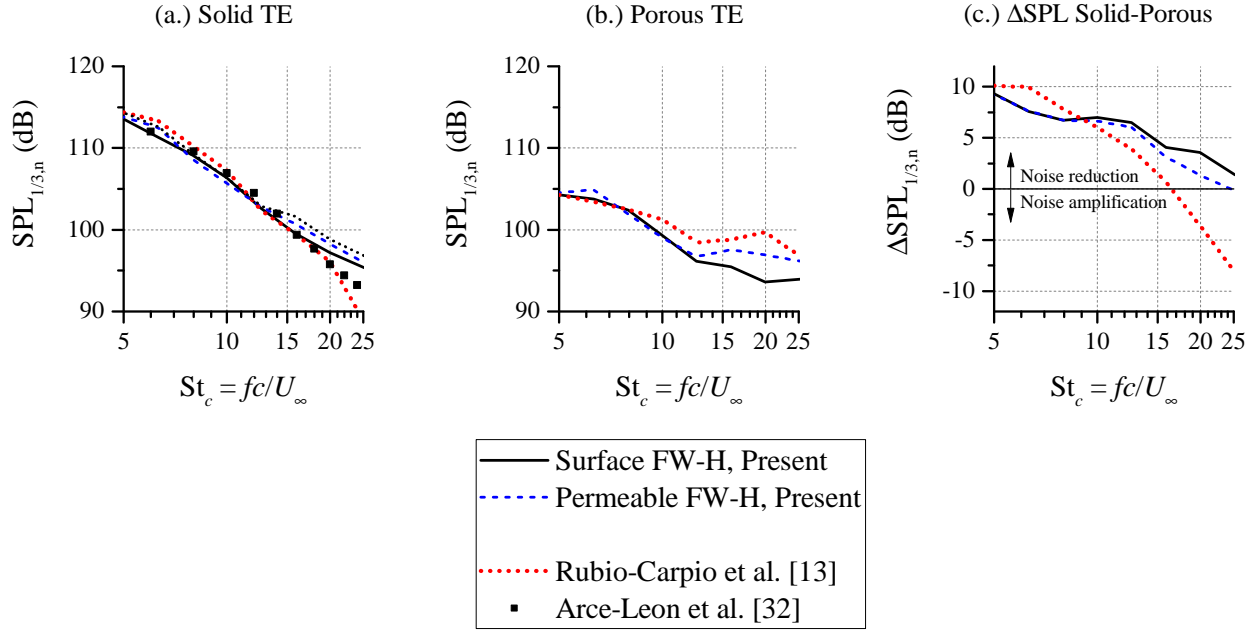 (a.) Solid TE
120
110
100
90
SPL1/3,n (dB)
5 10 15 20 25
Stc = fc/U∞
(b.) Porous TE
120
110
100
90
SPL1/3,n (dB)
5 10 15 20 25
Stc = fc/U∞
(c.) ΔSPL Solid-Porous
10
5
0
-5
-10
ΔSPL1/3,n (dB)
Noise reduction
Noise amplification
5 10 15 20 25
Stc = fc/U∞
Surface FW-H, Present
Permeable FW-H, Present
Rubio-Carpio et al. [13]
Arce-Leon et al. [32]